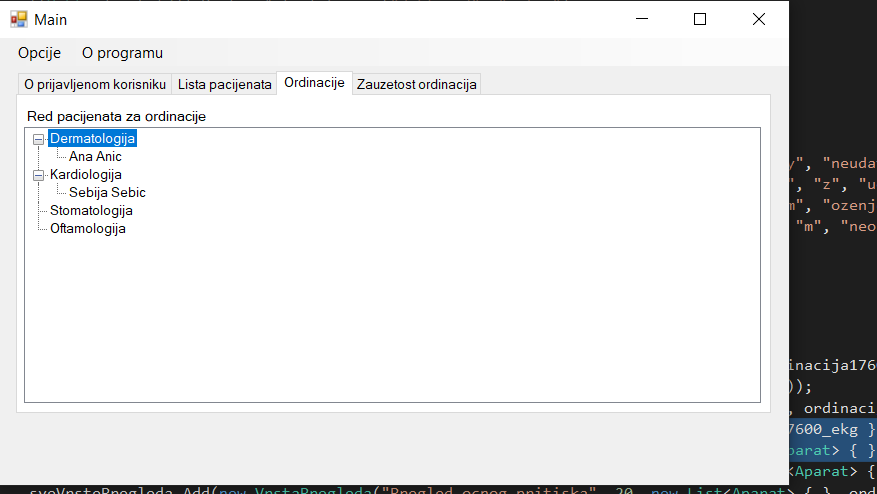 Main
Opcije O programu
O prijavljenom korisniku Lista pacijenata Ordinacije Zauzetost ordinacija
Red pacijenata za ordinacije
Dermatologija
Ana Anic
Kardiologija
Sebija Sebic
Stomatologija
Oftamologija
", "neuda
", "z", "u
", "ozenj
"m", "neo
inacija176
));
, ordinaci
7600_ekg }
parat> { }
<Aparat> {
sveVrstePregleda.Add(new VrstaPregleda("Pregled ocnog pritiska", 20, new List<Aparat> { }, ord